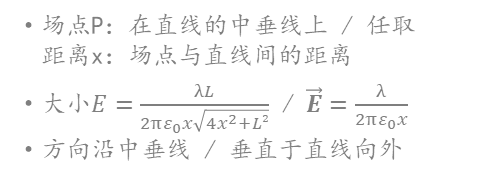 • 场点P：在直线的中垂线上 / 任取
距离x：场点与直线间的距离
• 大小E = λL / (2πε₀x√(4x²+L²)) / E⃗ = λ / (2πε₀x)
• 方向沿中垂线 / 垂直于直线向外